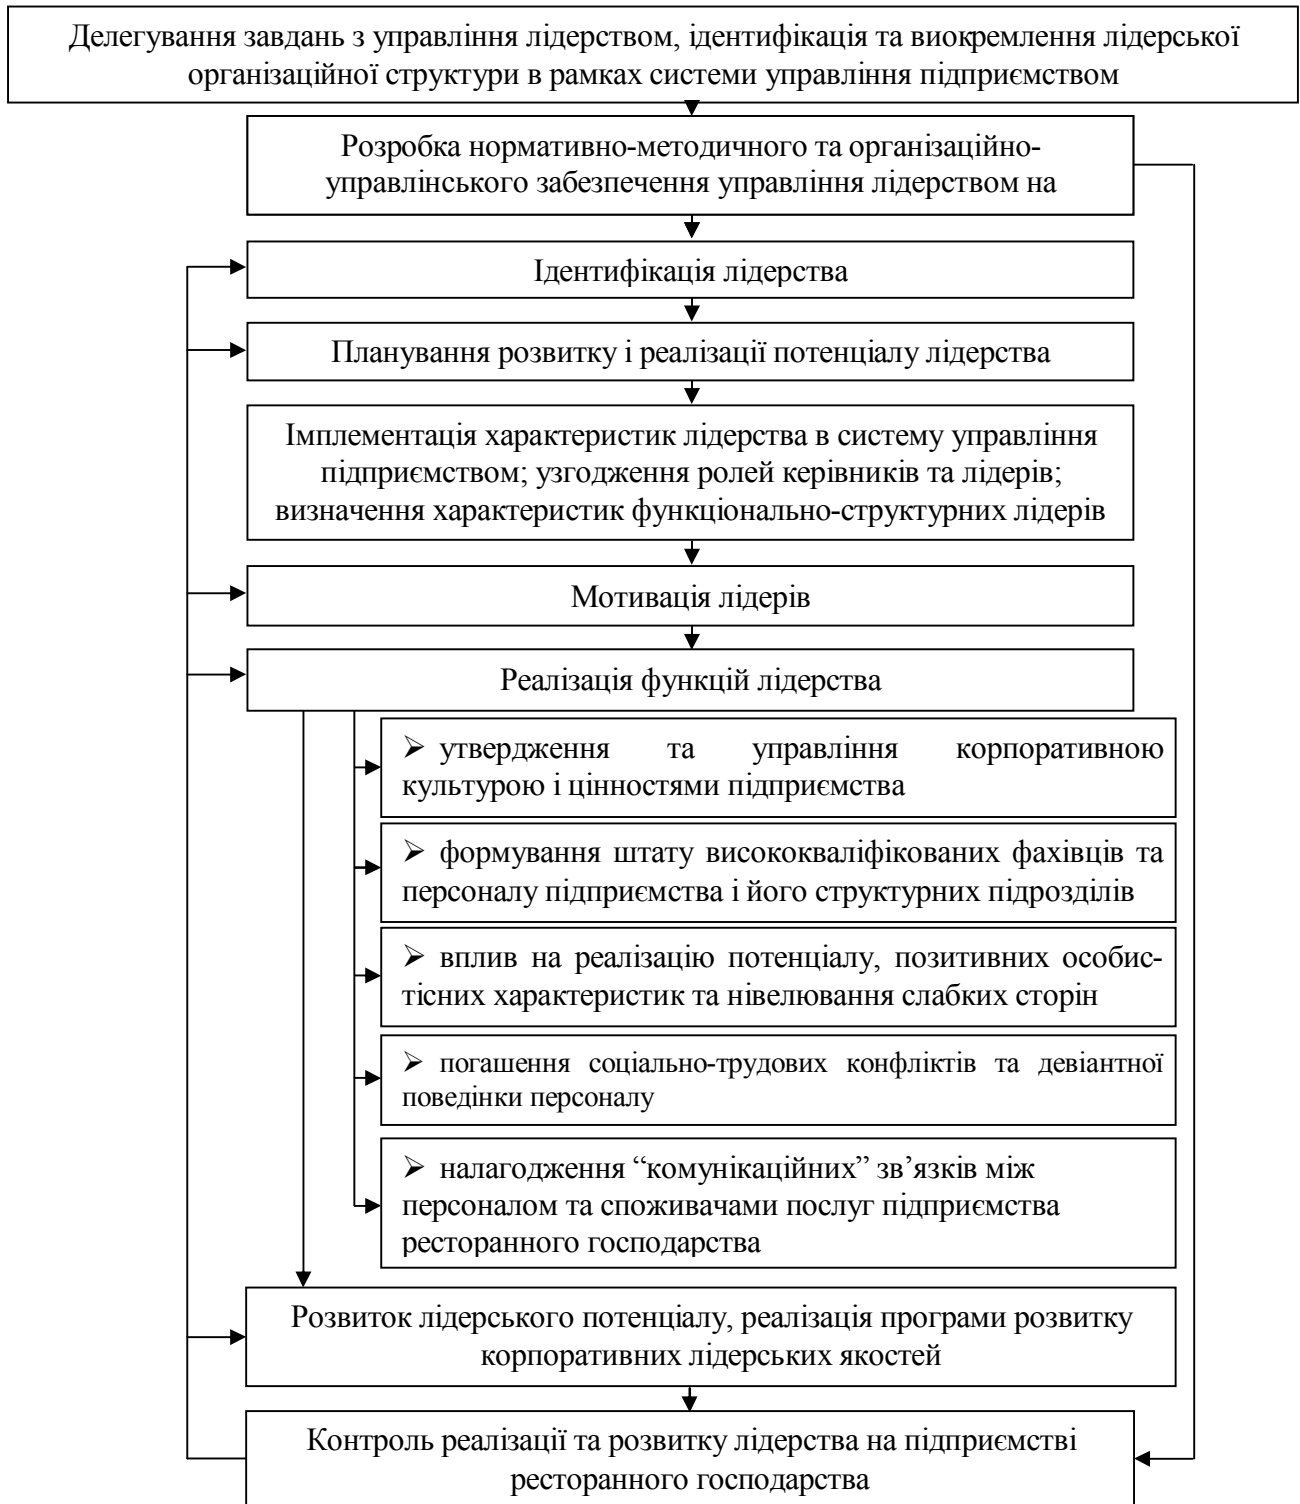 Делегування завдань з управління лідерством, ідентифікація та виокремлення лідерської
організаційної структури в рамках системи управління підприємством
Розробка нормативно-методичного та організаційно-
управлінського забезпечення управління лідерством на
Ідентифікація лідерства
Планування розвитку і реалізації потенціалу лідерства
Імплементація характеристик лідерства в систему управління
підприємством; узгодження ролей керівників та лідерів;
визначення характеристик функціонально-структурних лідерів
Мотивація лідерів
Реалізація функцій лідерства
➢ утвердження та управління корпоративною
культурою і цінностями підприємства
➢ формування штату висококваліфікованих фахівців та
персоналу підприємства і його структурних підрозділів
➢ вплив на реалізацію потенціалу, позитивних особис-
тісних характеристик та нівелювання слабких сторін
➢ погашення соціально-трудових конфліктів та девіантної
поведінки персоналу
➢ налагодження “комунікаційних” зв’язків між
персоналом та споживачами послуг підприємства
ресторанного господарства
Розвиток лідерського потенціалу, реалізація програми розвитку
корпоративних лідерських якостей
Контроль реалізації та розвитку лідерства на підприємстві
ресторанного господарства